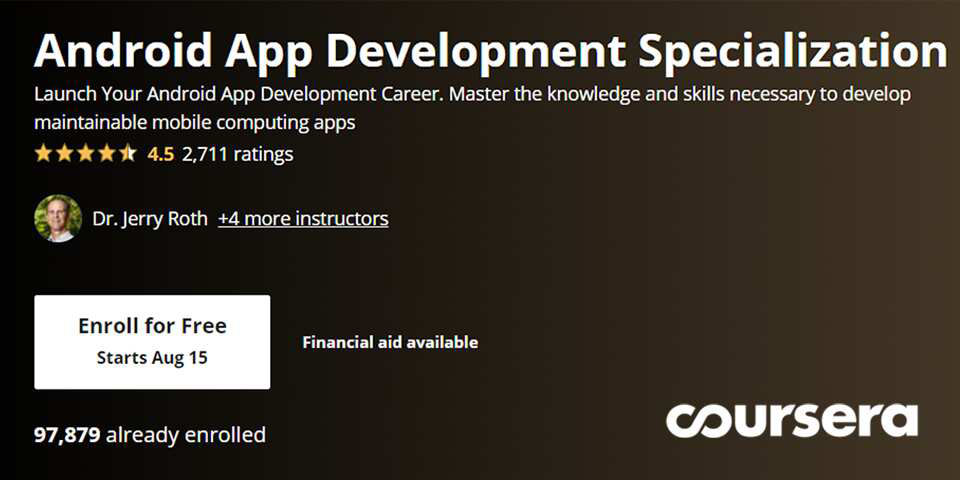 Android App Development Specialization
Launch Your Android App Development Career. Master the knowledge and skills necessary to develop
maintainable mobile computing apps
4.5 2,711 ratings
Dr. Jerry Roth +4 more instructors
Enroll for Free
Starts Aug 15
Financial aid available
97,879 already enrolled
coursera